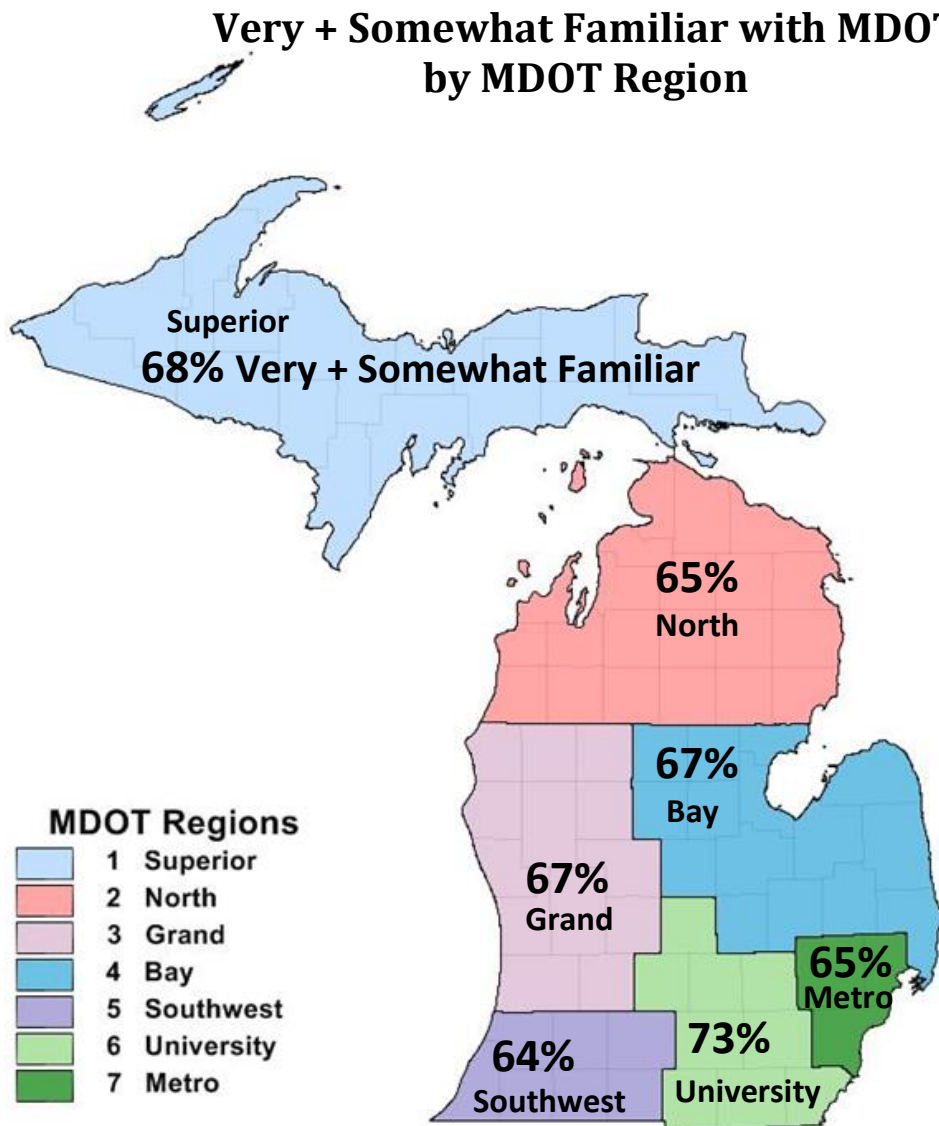 Very + Somewhat Familiar with MDOT
by MDOT Region
Superior
68% Very + Somewhat Familiar
65%
North
67%
Bay
67%
Grand
65%
Metro
73%
University
64%
Southwest
MDOT Regions
1 Superior
2 North
3 Grand
4 Bay
5 Southwest
6 University
7 Metro